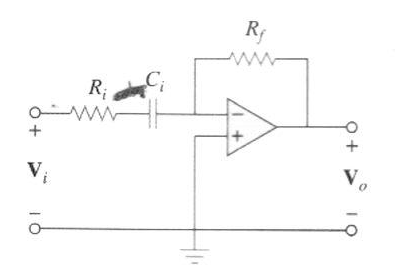 R_f
R_i C_i
− +
+ +
V_i V_o
− −